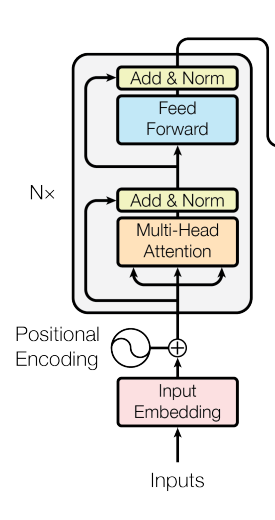 Add & Norm
Feed
Forward
N×
Add & Norm
Multi-Head
Attention
Positional
Encoding
Input
Embedding
Inputs